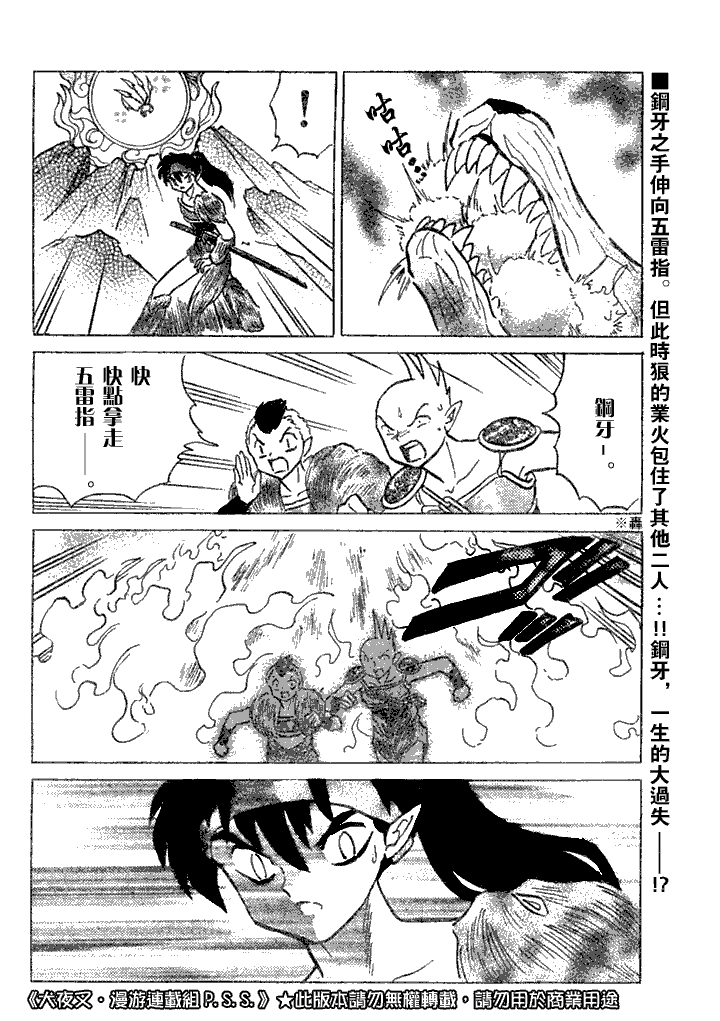 ■鋼牙之手伸向五雷指。但此時狼的業火包住了其他二人…!!鋼牙，一生的大過失——!?
咕咕…
!
鋼牙-。
快
快點拿走
五雷指——。
※轟
《犬夜叉·漫游連載組P.S.S.》★此版本請勿無權轉載，請勿用於商業用途